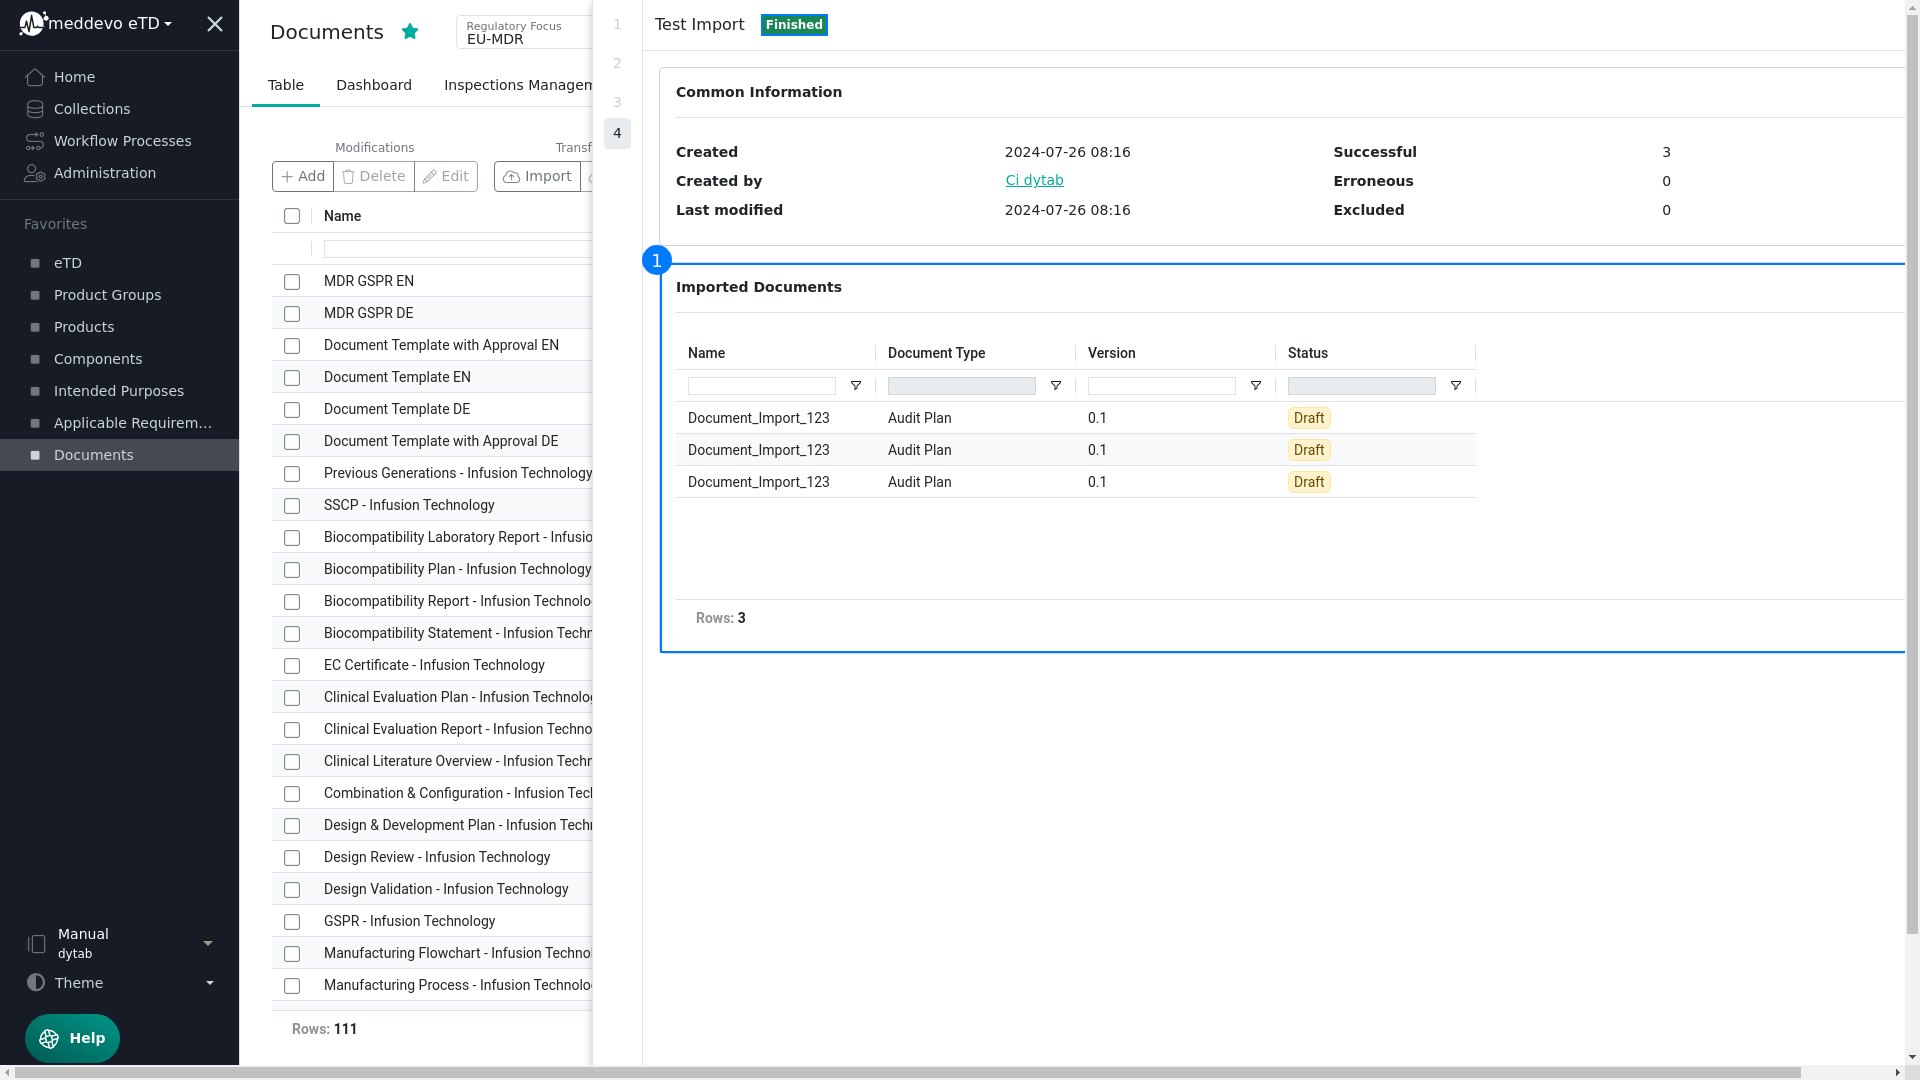 meddevo eTD
Home
Collections
Workflow Processes
Administration
Favorites
eTD
Product Groups
Products
Components
Intended Purposes
Applicable Requirem...
Documents
Manual
dytab
Theme
Help
Documents
Regulatory Focus
EU-MDR
Table
Dashboard
Inspections Managem
Modifications
Transf
Add
Delete
Edit
Import
Name
MDR GSPR EN
MDR GSPR DE
Document Template with Approval EN
Document Template EN
Document Template DE
Document Template with Approval DE
Previous Generations - Infusion Technology
SSCP - Infusion Technology
Biocompatibility Laboratory Report - Infusio
Biocompatibility Plan - Infusion Technology
Biocompatibility Report - Infusion Technolo
Biocompatibility Statement - Infusion Techn
EC Certificate - Infusion Technology
Clinical Evaluation Plan - Infusion Technolo
Clinical Evaluation Report - Infusion Techno
Clinical Literature Overview - Infusion Techn
Combination & Configuration - Infusion Tec
Design & Development Plan - Infusion Techn
Design Review - Infusion Technology
Design Validation - Infusion Technology
GSPR - Infusion Technology
Manufacturing Flowchart - Infusion Techno
Manufacturing Process - Infusion Technolo
Rows: 111
1
2
3
4
Test Import Finished
Common Information
Created 2024-07-26 08:16 Successful 3
Created by Ci dytab Erroneous 0
Last modified 2024-07-26 08:16 Excluded 0
1
Imported Documents
Name Document Type Version Status
Document_Import_123 Audit Plan 0.1 Draft
Document_Import_123 Audit Plan 0.1 Draft
Document_Import_123 Audit Plan 0.1 Draft
Rows: 3